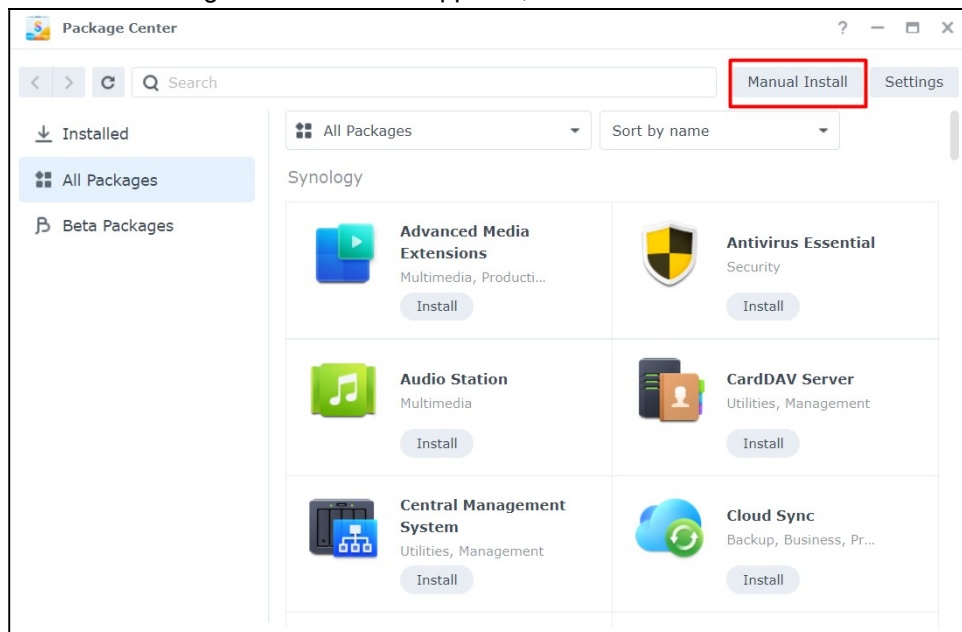 Package Center
?
Search
Manual Install
Settings
Installed
All Packages
Sort by name
All Packages
Synology
Beta Packages
Advanced Media
Extensions
Multimedia, Producti...
Install
Antivirus Essential
Security
Install
Audio Station
Multimedia
Install
CardDAV Server
Utilities, Management
Install
Central Management
System
Utilities, Management
Install
Cloud Sync
Backup, Business, Pr...
Install